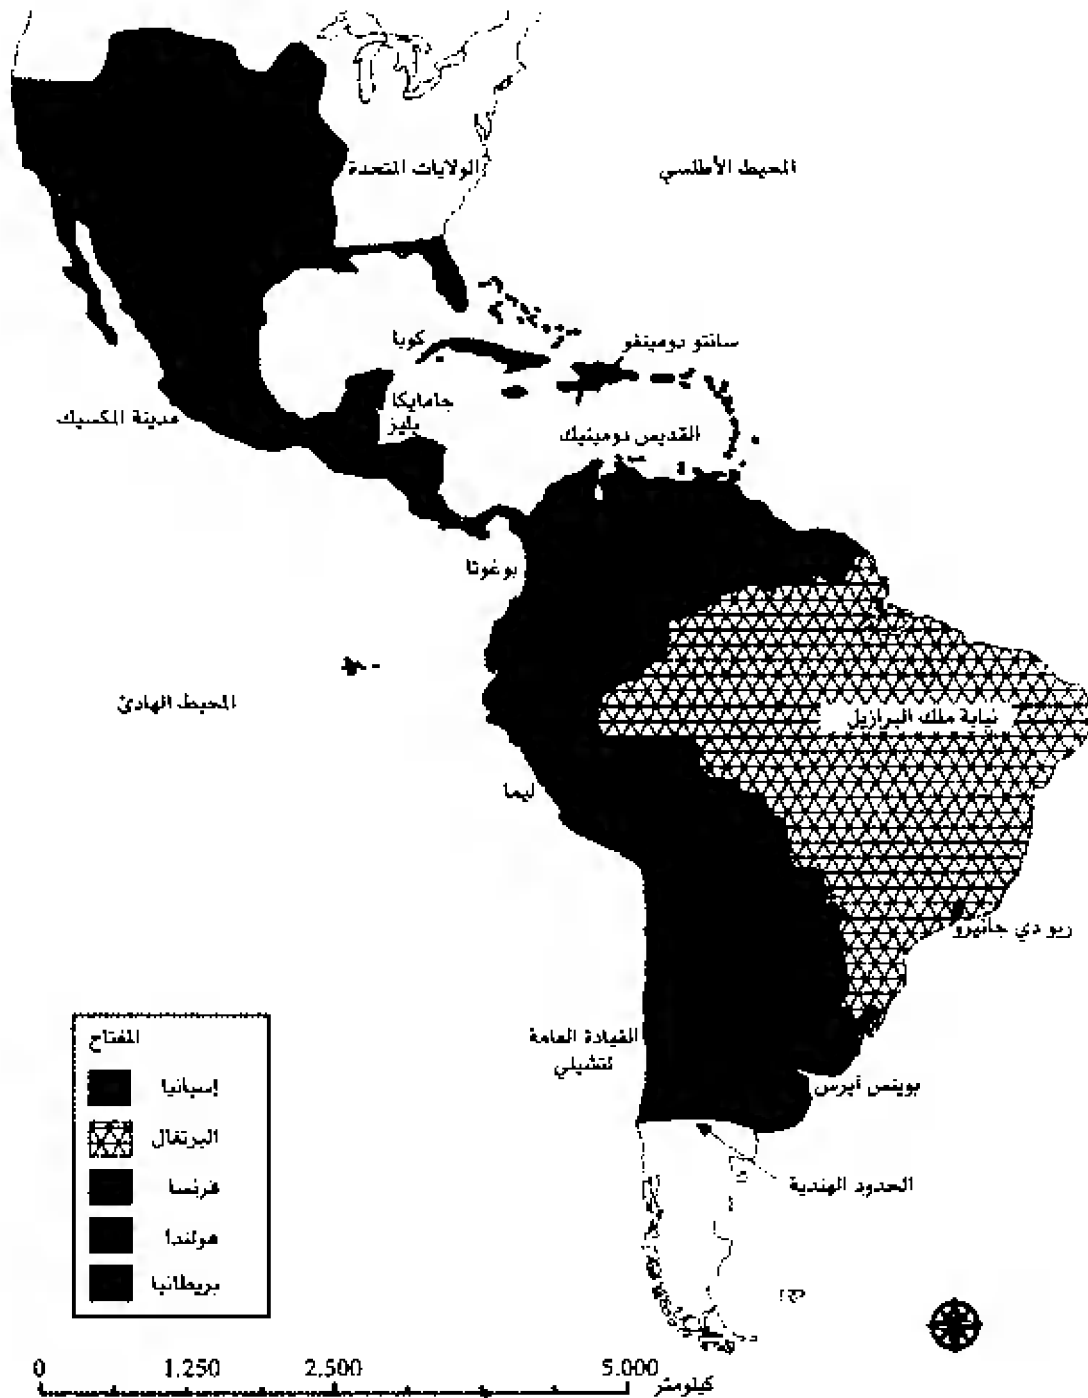 الولايات المتحدة
المحيط الأطلسي
كوبا
سانتو دومينغو
جامايكا
بليز
مدينة المكسيك
القديس دومينيك
بوغوتا
المحيط الهادئ
نيابة ملك البرازيل
ليما
ريو دي جانيرو
القيادة العامة
لتشيلي
بوينس أيرس
الحدود الهندية
المفتاح
إسبانيا
البرتغال
فرنسا
هولندا
بريطانيا
0 1.250 2.500 5.000
كيلومتر